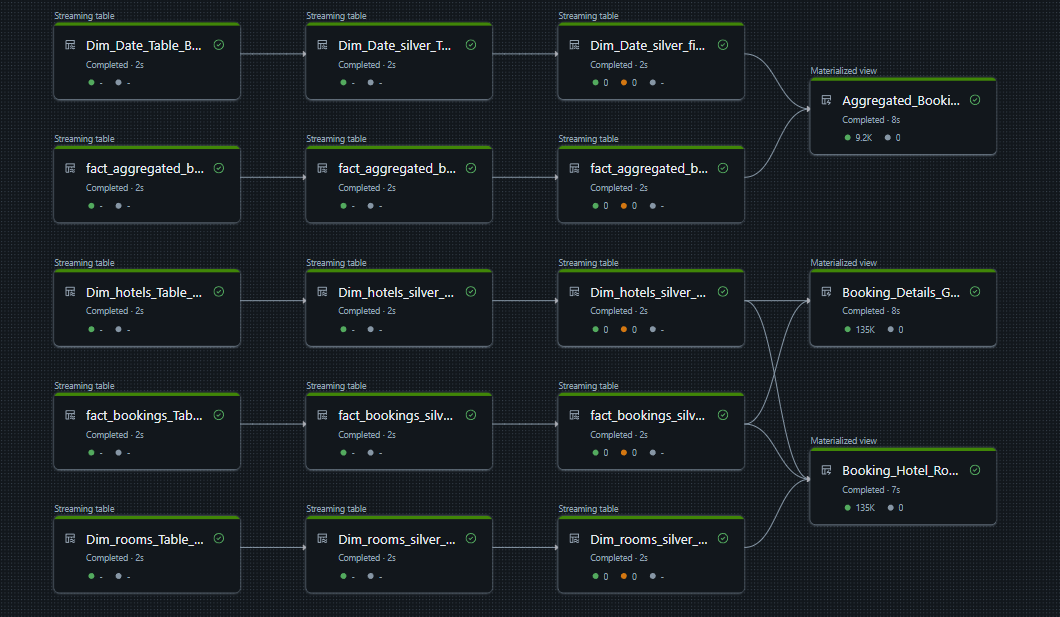 Streaming table
Dim_Date_Table_B...
Completed · 2s
- -
Streaming table
Dim_Date_silver_T...
Completed · 2s
- -
Streaming table
Dim_Date_silver_fi...
Completed · 2s
0 0 -
Materialized view
Aggregated_Booki...
Completed · 8s
9.2K 0
Streaming table
fact_aggregated_b...
Completed · 2s
- -
Streaming table
fact_aggregated_b...
Completed · 2s
- -
Streaming table
fact_aggregated_b...
Completed · 2s
0 0 -
Streaming table
Dim_hotels_Table_...
Completed · 2s
- -
Streaming table
Dim_hotels_silver_...
Completed · 2s
- -
Streaming table
Dim_hotels_silver_...
Completed · 2s
0 0 -
Materialized view
Booking_Details_G...
Completed · 8s
135K 0
Streaming table
fact_bookings_Tab...
Completed · 2s
- -
Streaming table
fact_bookings_silv...
Completed · 2s
- -
Streaming table
fact_bookings_silv...
Completed · 2s
0 0 -
Materialized view
Booking_Hotel_Ro...
Completed · 7s
135K 0
Streaming table
Dim_rooms_Table_...
Completed · 2s
- -
Streaming table
Dim_rooms_silver_...
Completed · 2s
- -
Streaming table
Dim_rooms_silver_...
Completed · 2s
0 0 -